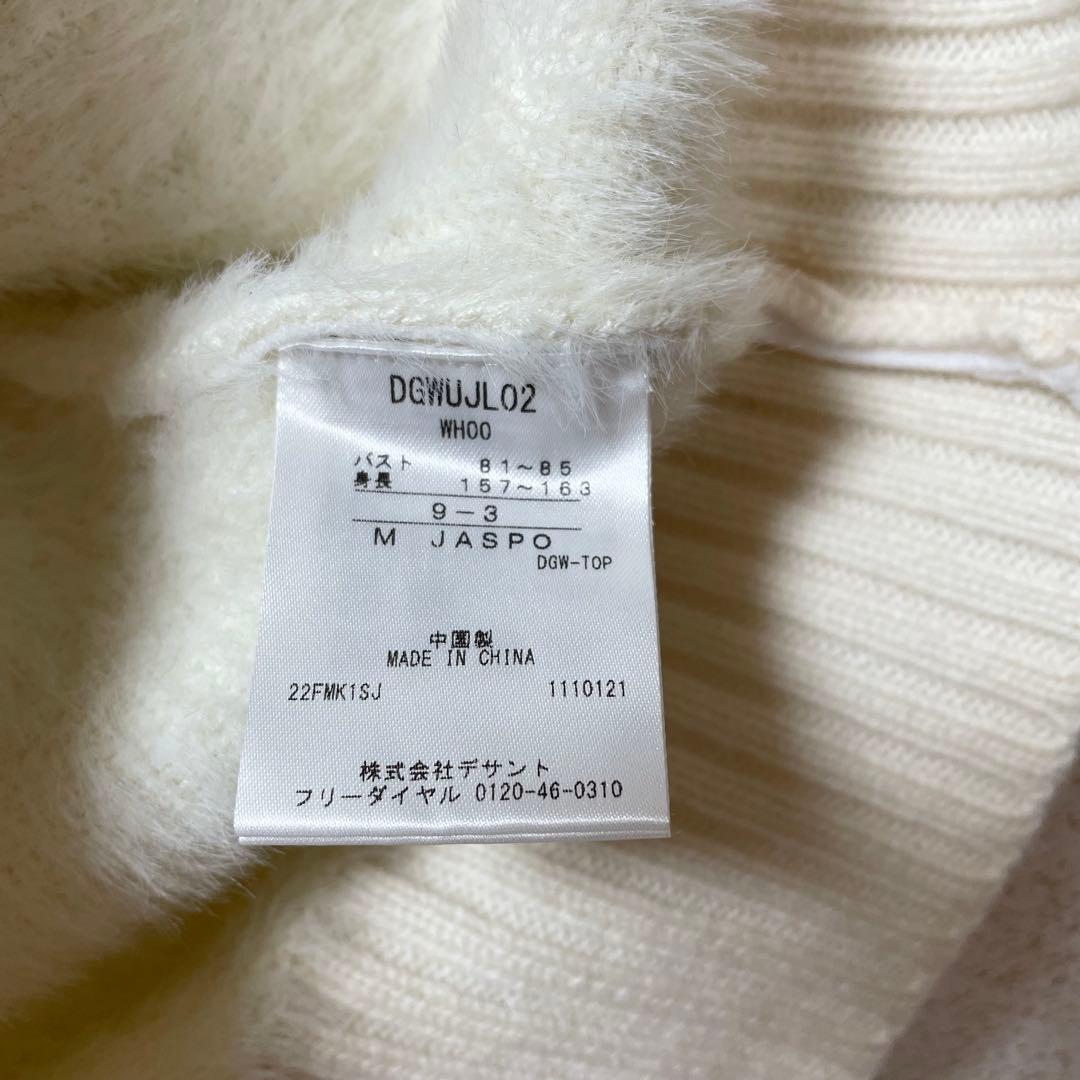 DGWUJL02
WH00
バスト 81～85
身長 157～163
9－3
M JASPO
DGW-TOP
中国製
MADE IN CHINA
22FMK1SJ 1110121
株式会社デサント
フリーダイヤル 0120-46-0310